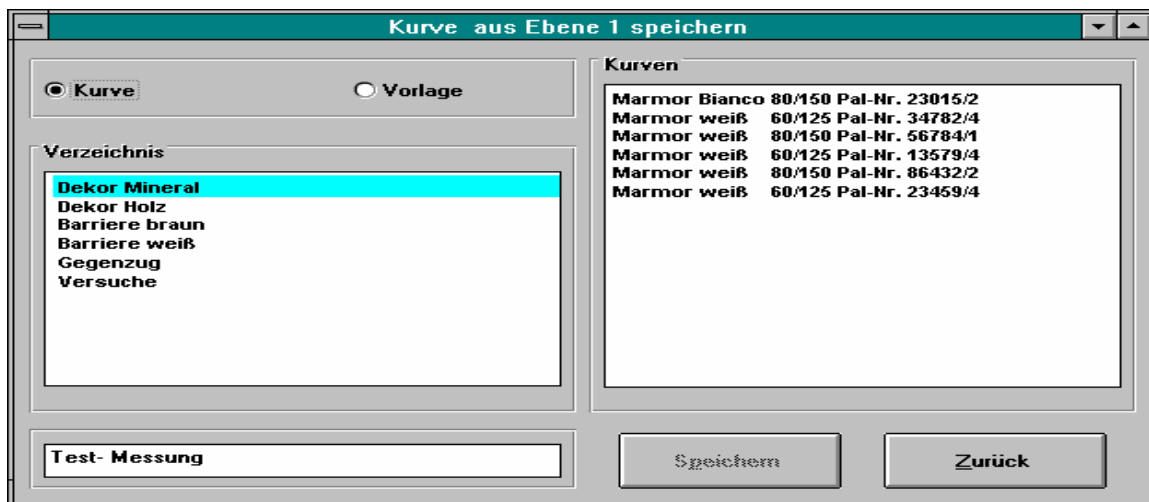 Kurve aus Ebene 1 speichern
Kurve
Vorlage
Verzeichnis
Dekor Mineral
Dekor Holz
Barriere braun
Barriere weiß
Gegenzug
Versuche
Test- Messung
Kurven
Marmor Bianco 80/150 Pal-Nr. 23015/2
Marmor weiß 60/125 Pal-Nr. 34782/4
Marmor weiß 80/150 Pal-Nr. 56784/1
Marmor weiß 60/125 Pal-Nr. 13579/4
Marmor weiß 80/150 Pal-Nr. 86432/2
Marmor weiß 60/125 Pal-Nr. 23459/4
Speichern
Zurück